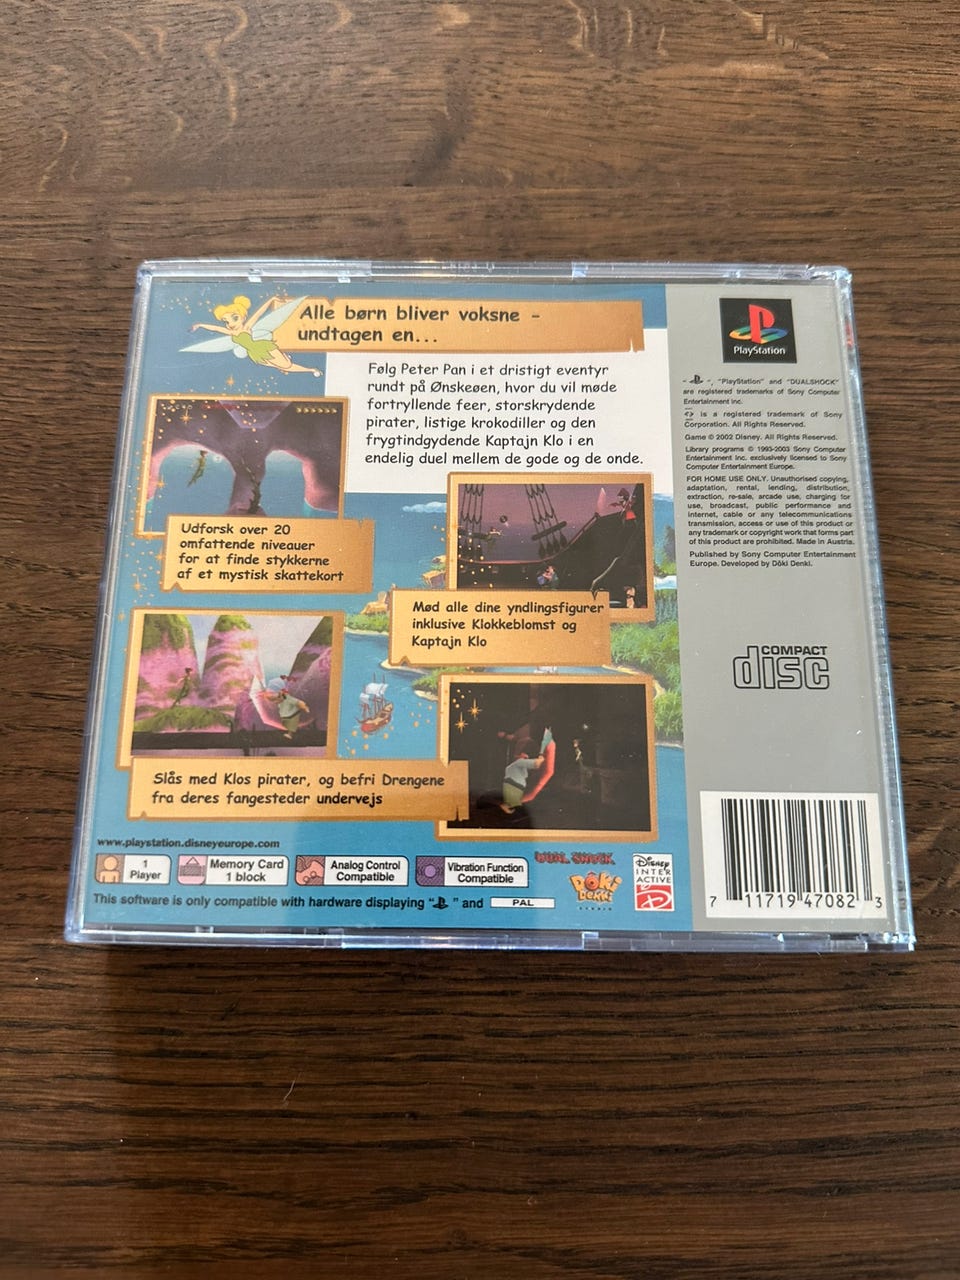 Alle børn bliver voksne -
undtagen en...
Følg Peter Pan i et dristigt eventyr
rundt på Ønskeøen, hvor du vil møde
fortryllende feer, storskrydende
pirater, listige krokodiller og den
frygtindgydende Kaptajn Klo i en
endelig duel mellem de gode og de onde.
Udforsk over 20
omfattende niveauer
for at finde stykkerne
af et mystisk skattekort
Mød alle dine yndlingsfigurer
inklusive Klokkeblomst og
Kaptajn Klo
Slås med Klos pirater, og befri Drengene
fra deres fangesteder undervejs
www.playstation.disneyeurope.com
1
Player
Memory Card
1 block
Analog Control
Compatible
Vibration Function
Compatible
DUAL SHOCK
DŌKI
DENKI
STUDIO
DISNEY
INTER
ACTIVE
This software is only compatible with hardware displaying " " and PAL
PlayStation
" ", "PlayStation" and "DUALSHOCK"
are registered trademarks of Sony Computer
Entertainment Inc.
is a registered trademark of Sony
Corporation. All Rights Reserved.
Game © 2002 Disney. All Rights Reserved.
Library programs © 1993-2003 Sony Computer
Entertainment Inc. exclusively licensed to Sony
Computer Entertainment Europe.
FOR HOME USE ONLY. Unauthorised copying,
adaptation, rental, lending, distribution,
extraction, re-sale, arcade use, charging for
use, broadcast, public performance and
internet, cable or any telecommunications
transmission, access or use of this product or
any trademark or copyright work that forms part
of this product are prohibited. Made in Austria.
Published by Sony Computer Entertainment
Europe. Developed by Dōki Denki.
COMPACT
disc
7 11719 47082 3